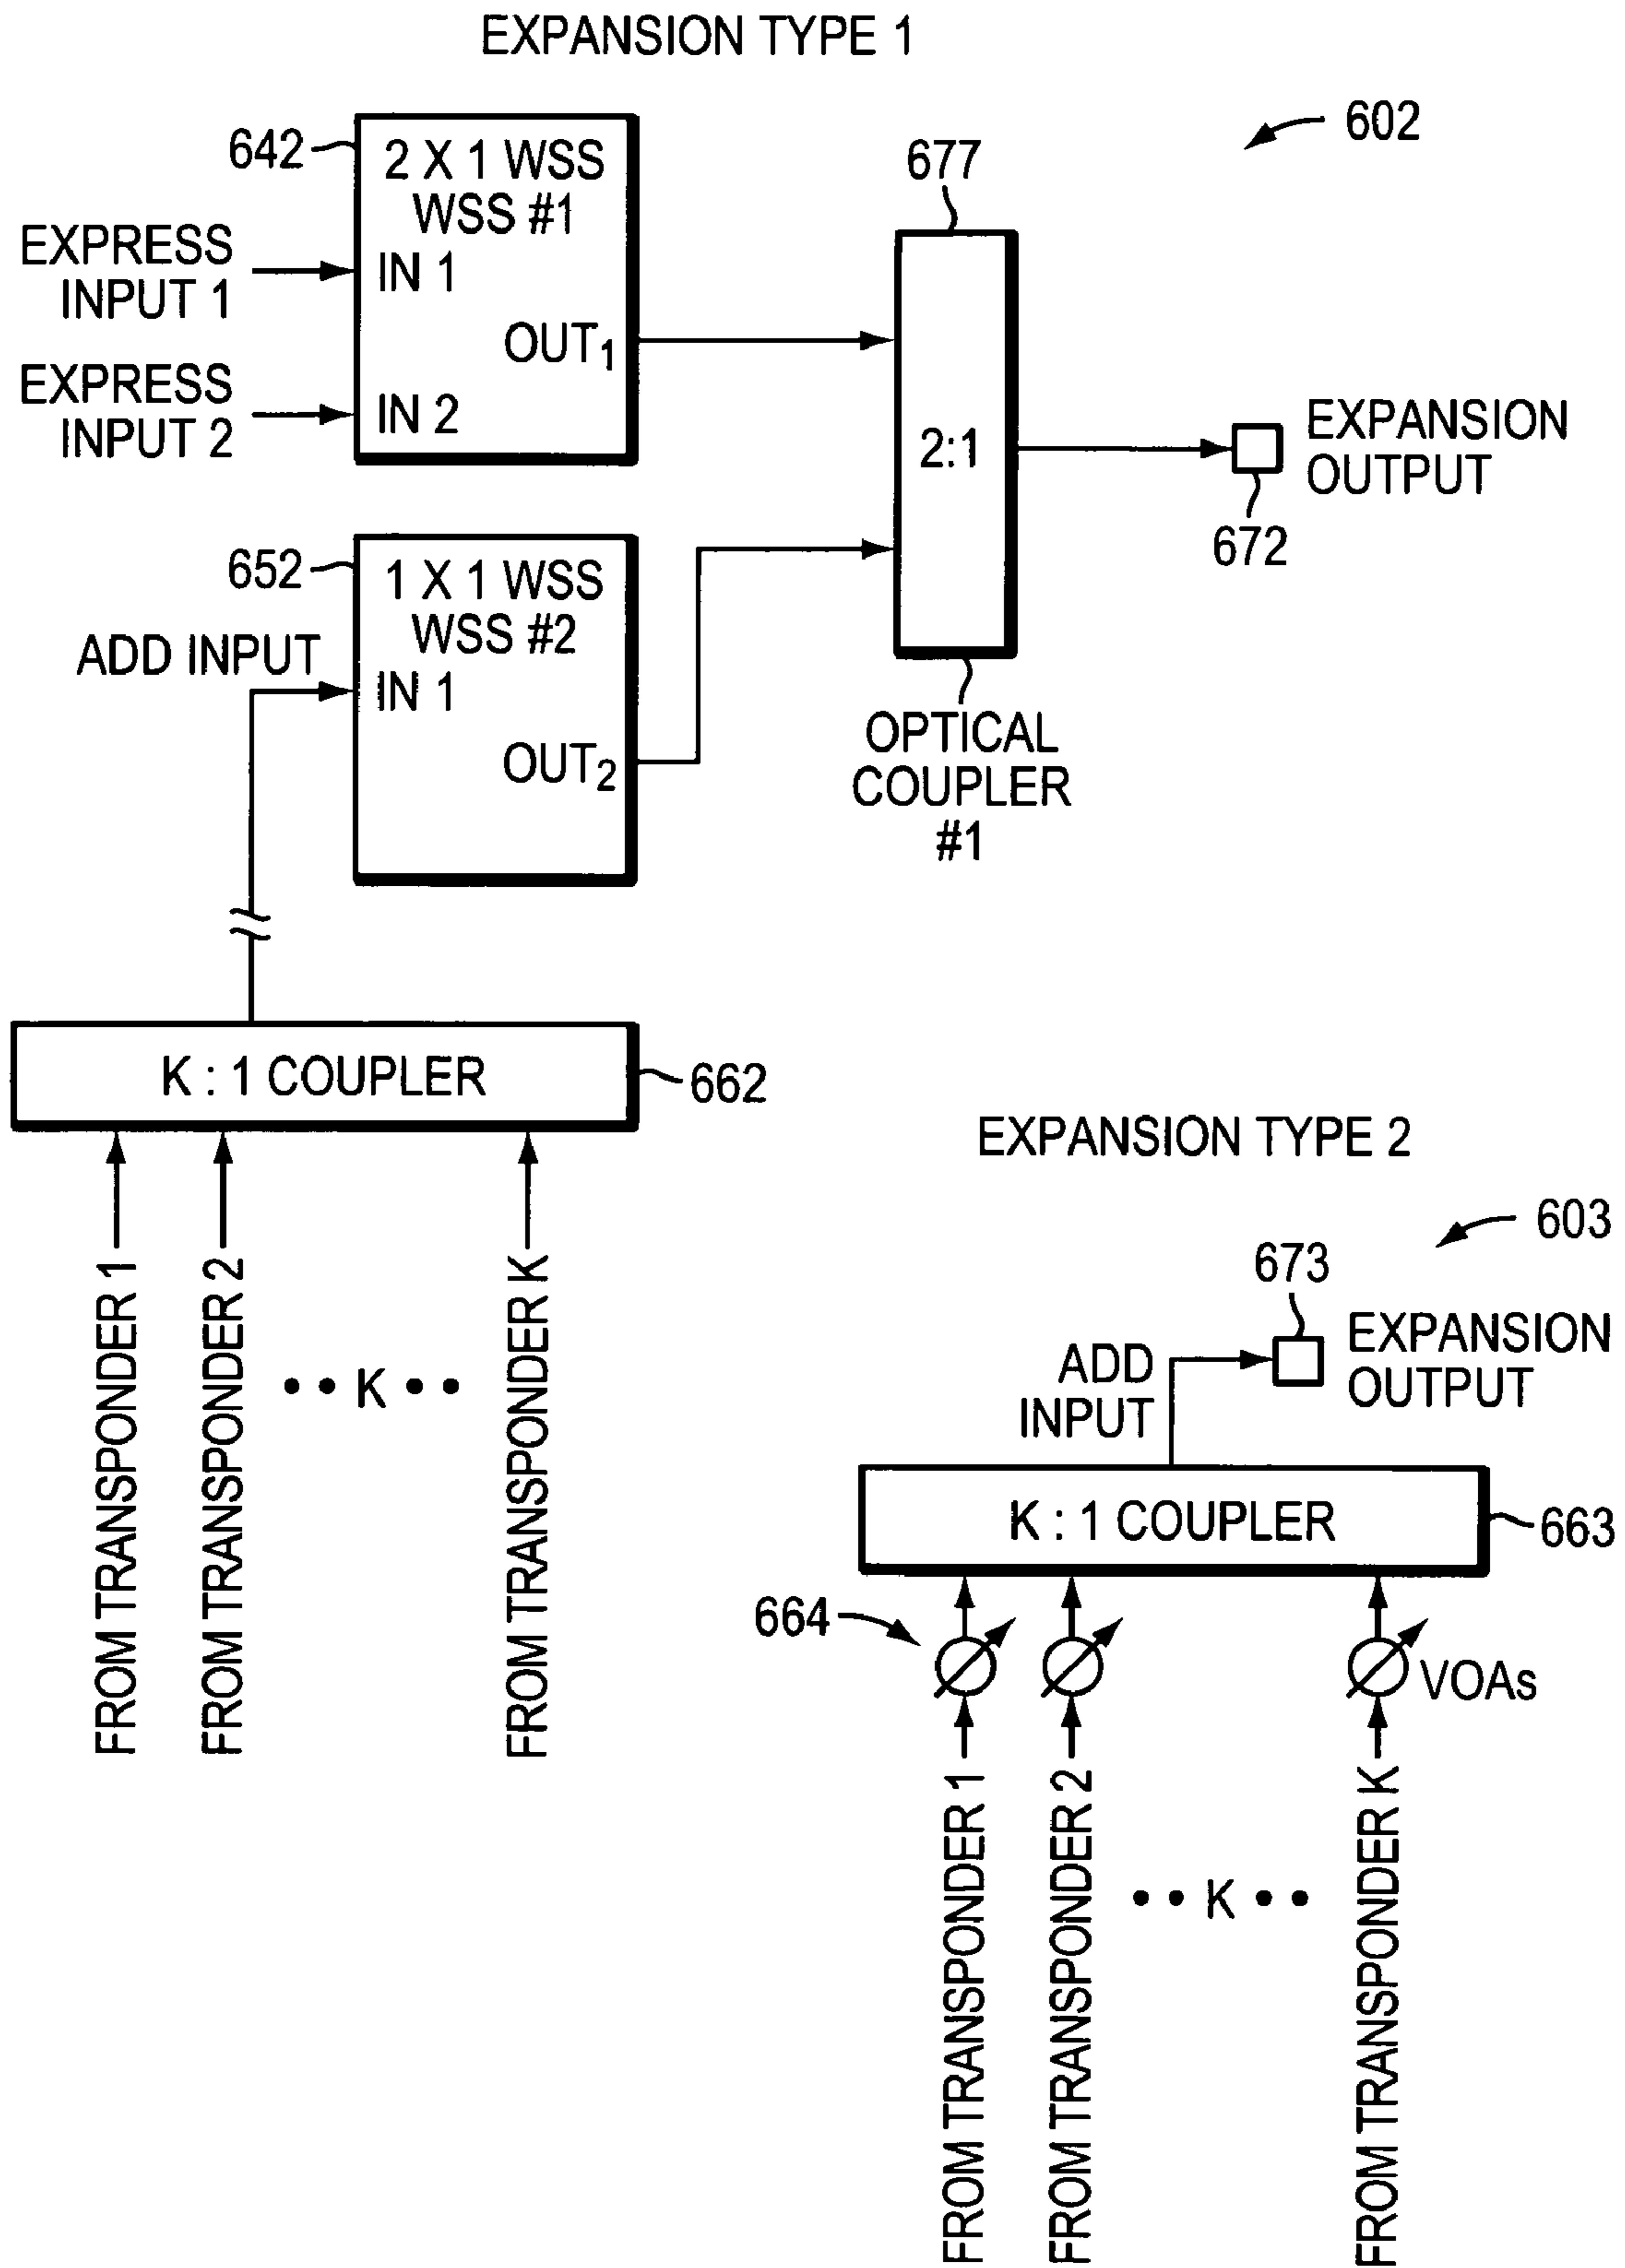 EXPANSION TYPE 1
602
642
2 X 1 WSS
WSS #1
EXPRESS
INPUT 1
IN 1
OUT1
EXPRESS
INPUT 2
IN 2
677
2:1
EXPANSION
OUTPUT
672
652
1 X 1 WSS
WSS #2
ADD INPUT
IN 1
OUT2
OPTICAL
COUPLER
#1
K : 1 COUPLER
662
FROM TRANSPONDER 1
FROM TRANSPONDER 2
•• K ••
FROM TRANSPONDER K
EXPANSION TYPE 2
603
673
EXPANSION
OUTPUT
ADD
INPUT
K : 1 COUPLER
663
664
VOAs
FROM TRANSPONDER 1
FROM TRANSPONDER 2
•• K ••
FROM TRANSPONDER K